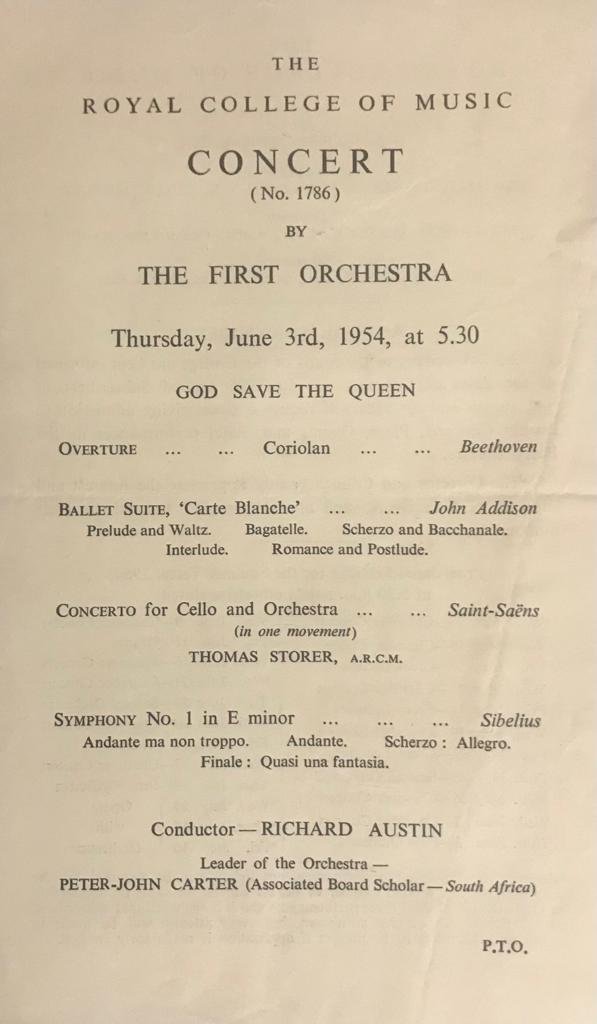 THE
ROYAL COLLEGE OF MUSIC
CONCERT
(No. 1786)
BY
THE FIRST ORCHESTRA
Thursday, June 3rd, 1954, at 5.30
GOD SAVE THE QUEEN
OVERTURE ... ... Coriolan ... ... Beethoven
BALLET SUITE, ‘Carte Blanche’ ... ... John Addison
Prelude and Waltz. Bagatelle. Scherzo and Bacchanale.
Interlude. Romance and Postlude.
CONCERTO for Cello and Orchestra ... ... Saint-Saëns
(in one movement)
THOMAS STORER, A.R.C.M.
SYMPHONY No. 1 in E minor ... ... ... Sibelius
Andante ma non troppo. Andante. Scherzo : Allegro.
Finale : Quasi una fantasia.
Conductor — RICHARD AUSTIN
Leader of the Orchestra —
PETER-JOHN CARTER (Associated Board Scholar — South Africa)
P.T.O.